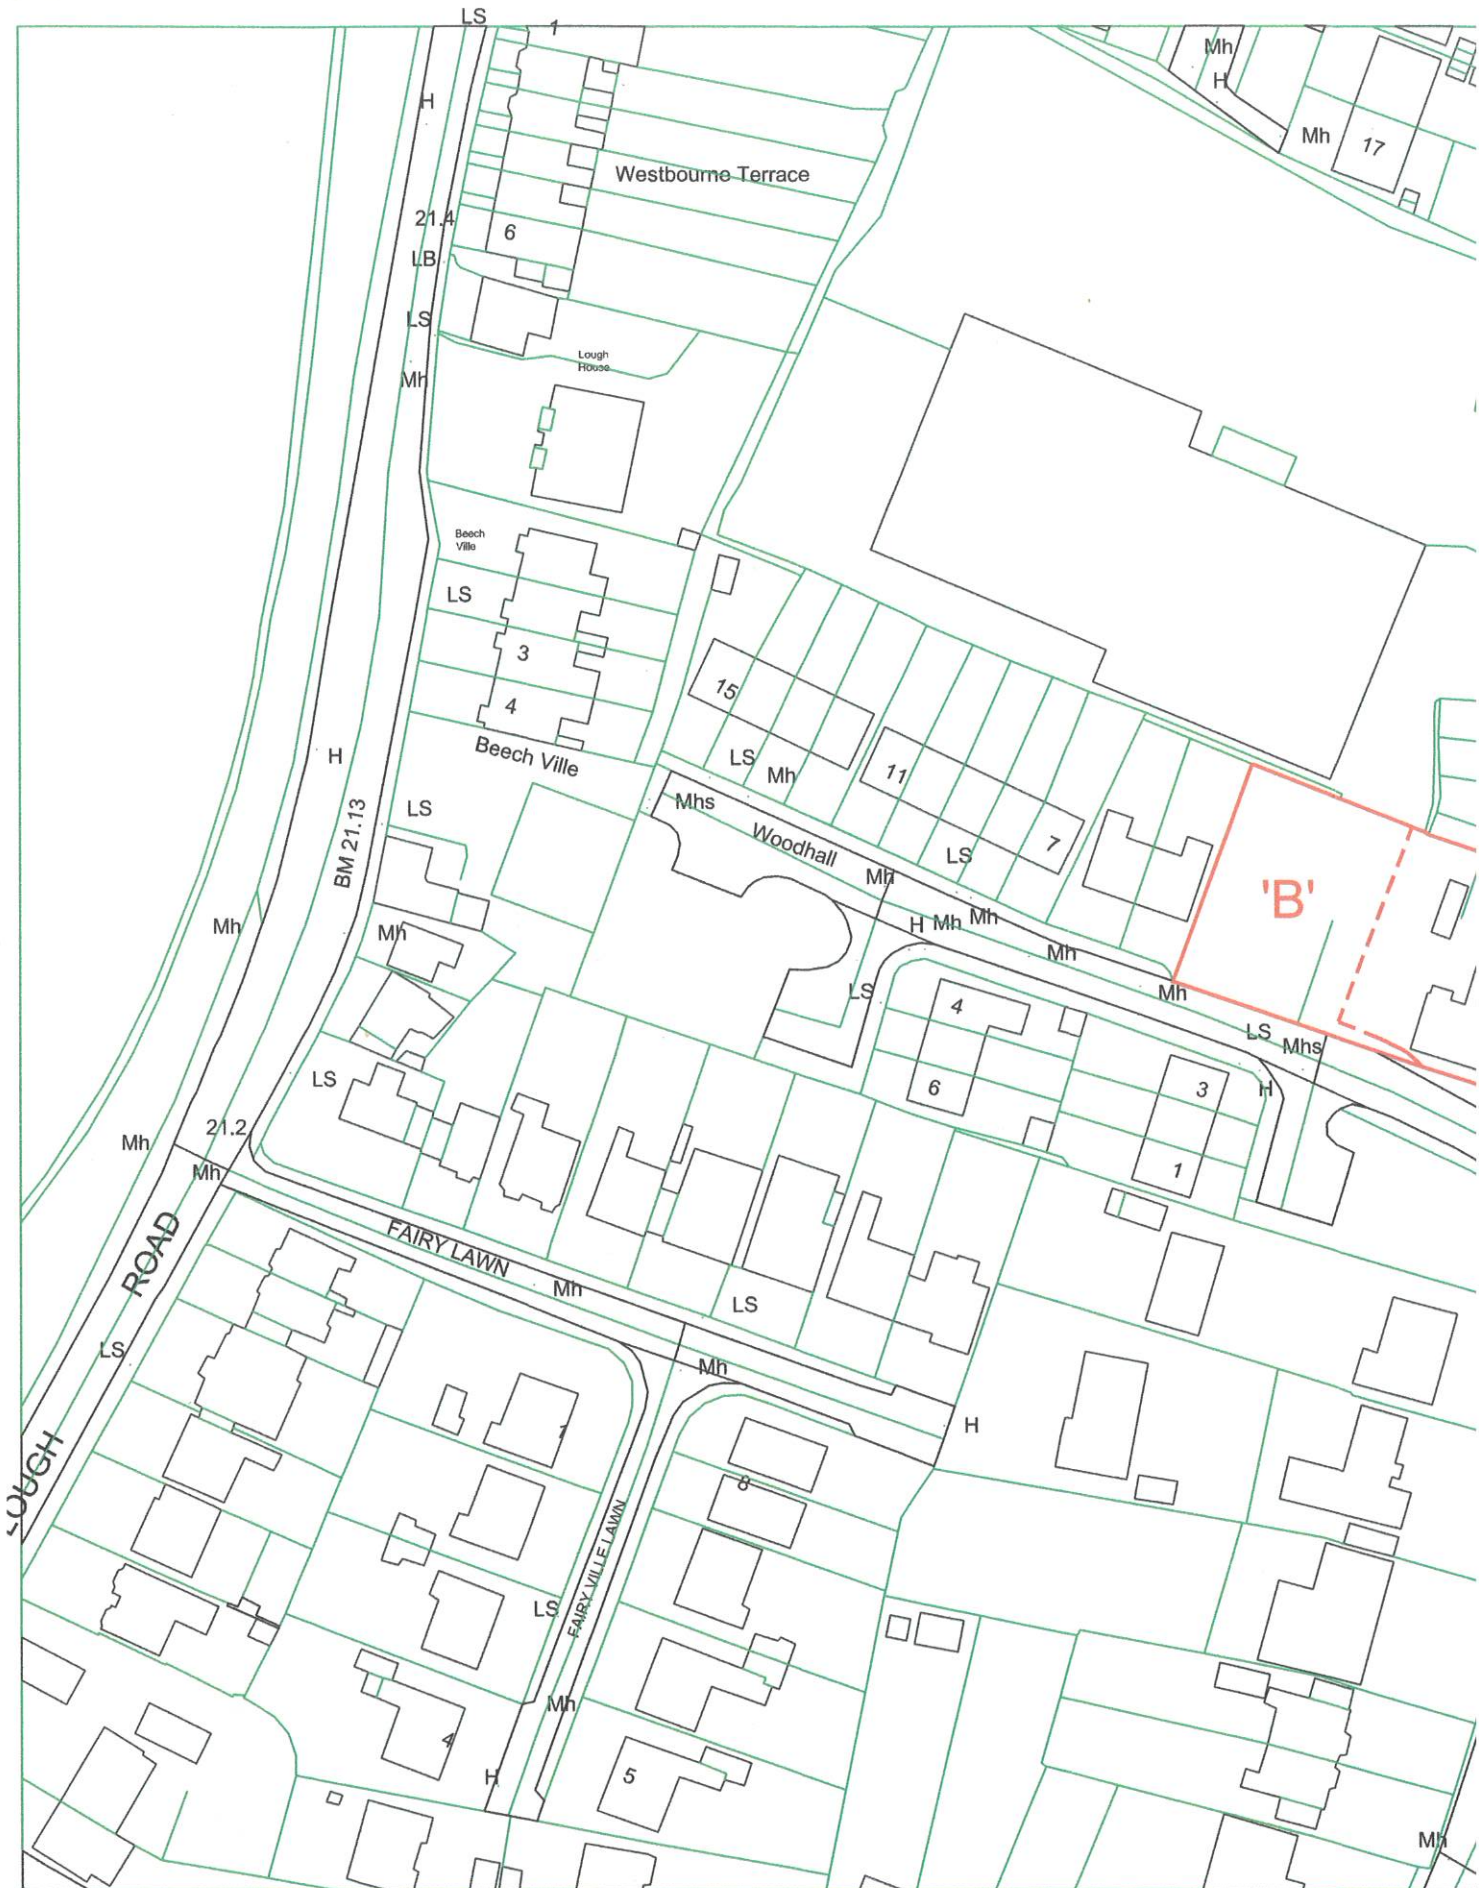 LS
1
Mh
H
H
Mh
17
Westbourne Terrace
21.4
6
LB
LS
Lough
House
Mh
Beech
Ville
LS
3
15
4
Beech Ville
LS
H
Mh
11
Mhs
LS
BM 21.13
Woodhall
7
LS
Mh
'B'
Mh
Mh
H
Mh
Mh
Mh
LS
Mh
4
LS
Mhs
LS
6
3
H
21.2
Mh
Mh
1
ROAD
FAIRY LAWN
Mh
LS
LS
Mh
H
1
LOUGH
8
FAIRY VILLE LAWN
LS
Mh
4
5
H
Mh